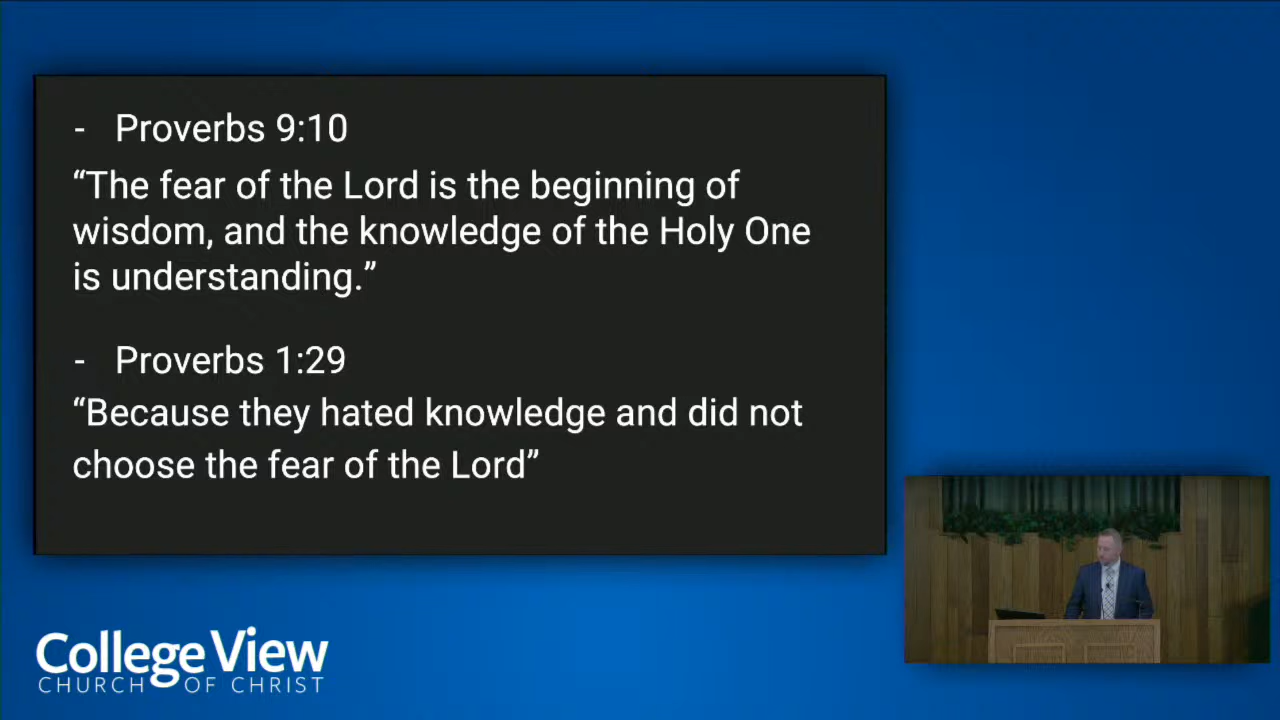 - Proverbs 9:10
“The fear of the Lord is the beginning of
wisdom, and the knowledge of the Holy One
is understanding.”
- Proverbs 1:29
“Because they hated knowledge and did not
choose the fear of the Lord”
College View
CHURCH OF CHRIST